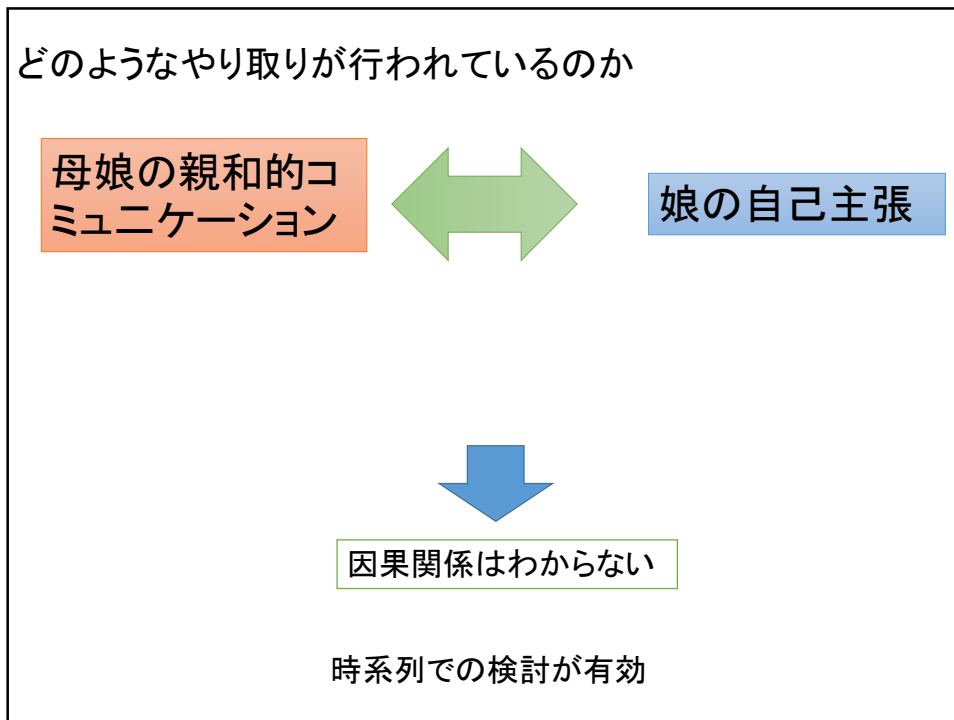 どのようなやり取りが行われているのか
母娘の親和的コ
ミュニケーション
娘の自己主張
因果関係はわからない
時系列での検討が有効